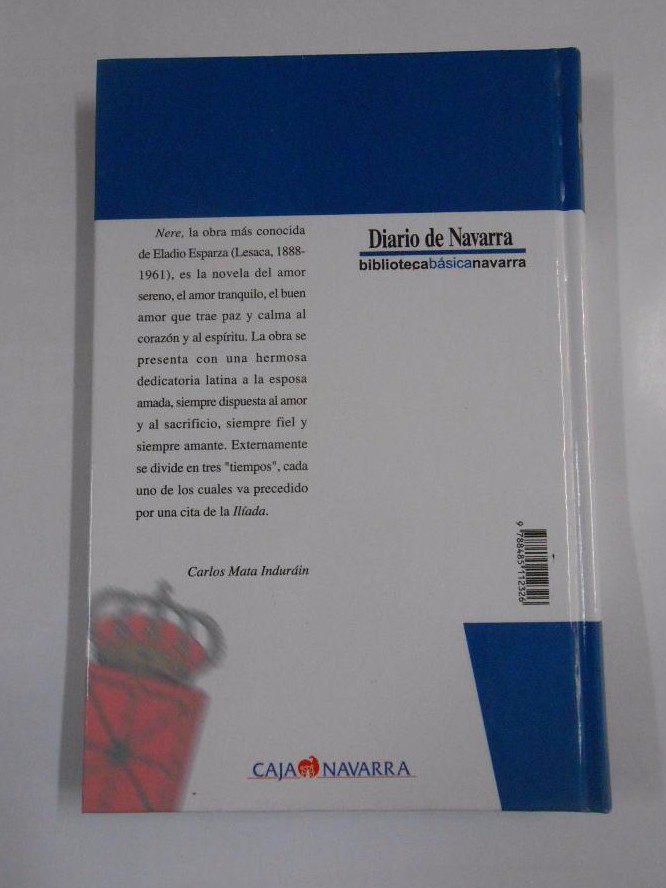 Nere, la obra más conocida
de Eladio Esparza (Lesaca, 1888-
1961), es la novela del amor
sereno, el amor tranquilo, el buen
amor que trae paz y calma al
corazón y al espíritu. La obra se
presenta con una hermosa
dedicatoria latina a la esposa
amada, siempre dispuesta al amor
y al sacrificio, siempre fiel y
siempre amante. Externamente
se divide en tres "tiempos", cada
uno de los cuales va precedido
por una cita de la Ilíada.
Carlos Mata Induráin
Diario de Navarra
bibliotecabásicanavarra
9 788485 112326
CAJA NAVARRA